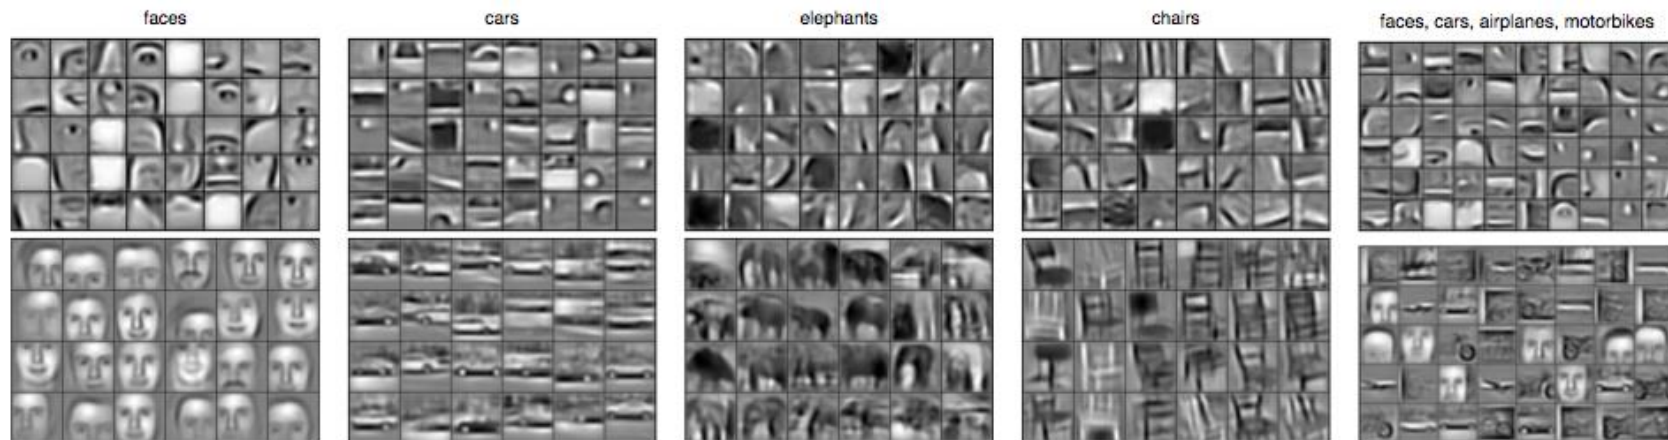 faces
cars
elephants
chairs
faces, cars, airplanes, motorbikes